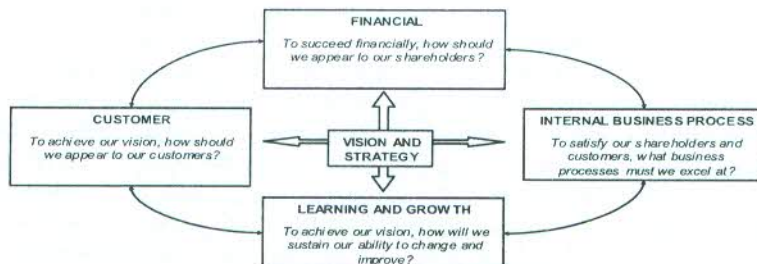 FINANCIAL
To succeed financially, how should
we appear to our shareholders?
CUSTOMER
To achieve our vision, how should
we appear to our customers?
VISION AND
STRATEGY
INTERNAL BUSINESS PROCESS
To satisfy our shareholders and
customers, what business
processes must we excel at?
LEARNING AND GROWTH
To achieve our vision, how will we
sustain our ability to change and
improve?